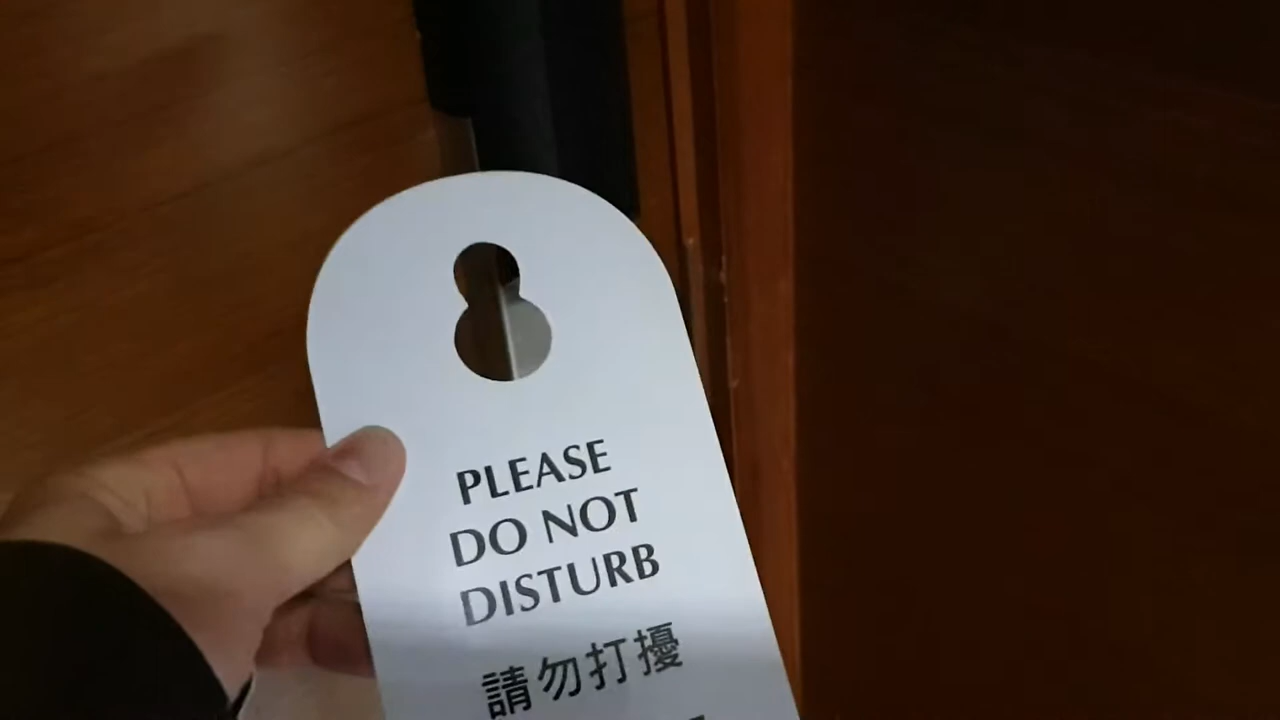 PLEASE
DO NOT
DISTURB
請勿打擾